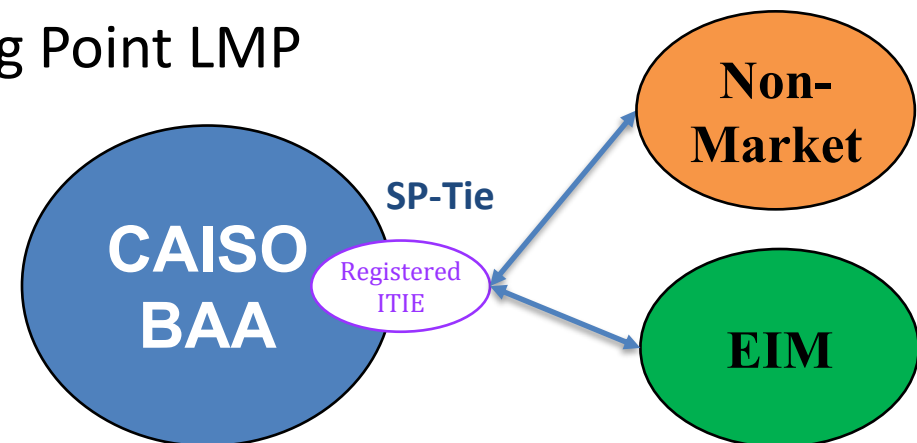 g Point LMP
Non-
Market
SP-Tie
CAISO
BAA
Registered
ITIE
EIM